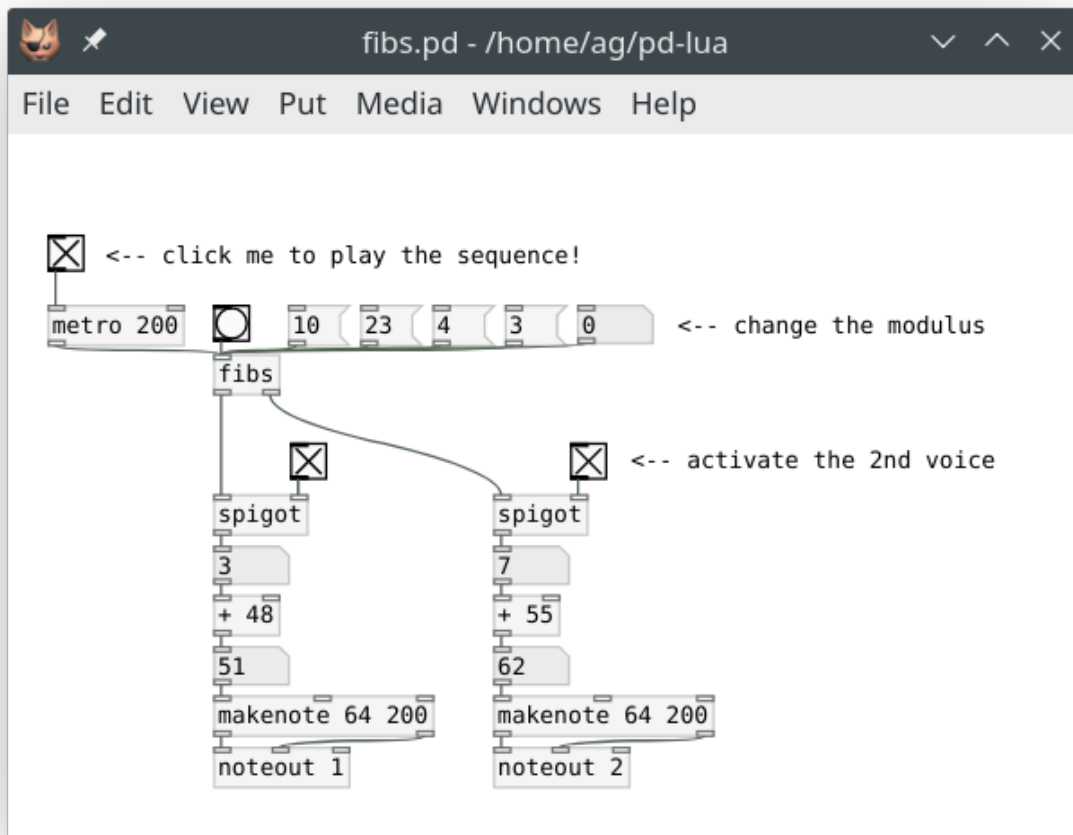 fibs.pd - /home/ag/pd-lua
File Edit View Put Media Windows Help
<-- click me to play the sequence!
metro 200 10 23 4 3 0 <-- change the modulus
fibs
<-- activate the 2nd voice
spigot spigot
3 7
+ 48 + 55
51 62
makenote 64 200 makenote 64 200
noteout 1 noteout 2